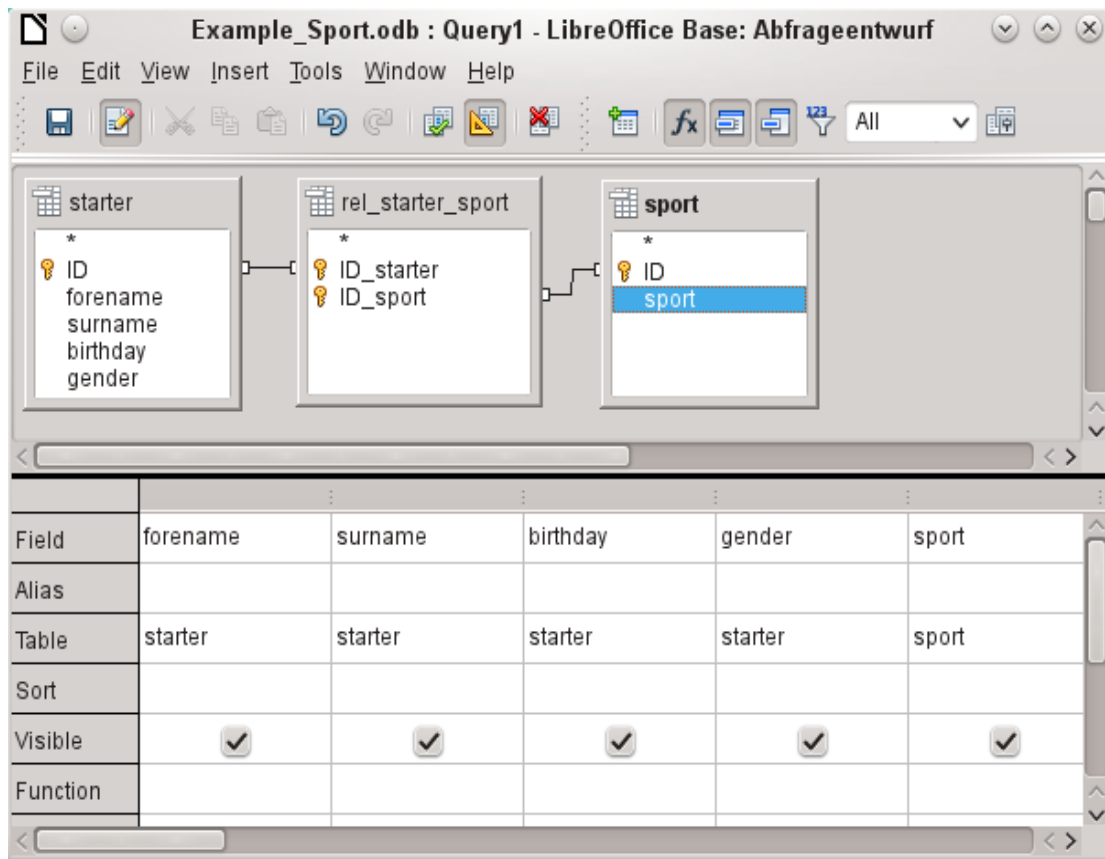 Example_Sport.odb : Query1 - LibreOffice Base: Abfrageentwurf
File Edit View Insert Tools Window Help
fx 123 All
starter rel_starter_sport sport
* * *
ID ID_starter ID
forename ID_sport sport
surname
birthday
gender
Field forename surname birthday gender sport
Alias
Table starter starter starter starter sport
Sort
Visible
Function